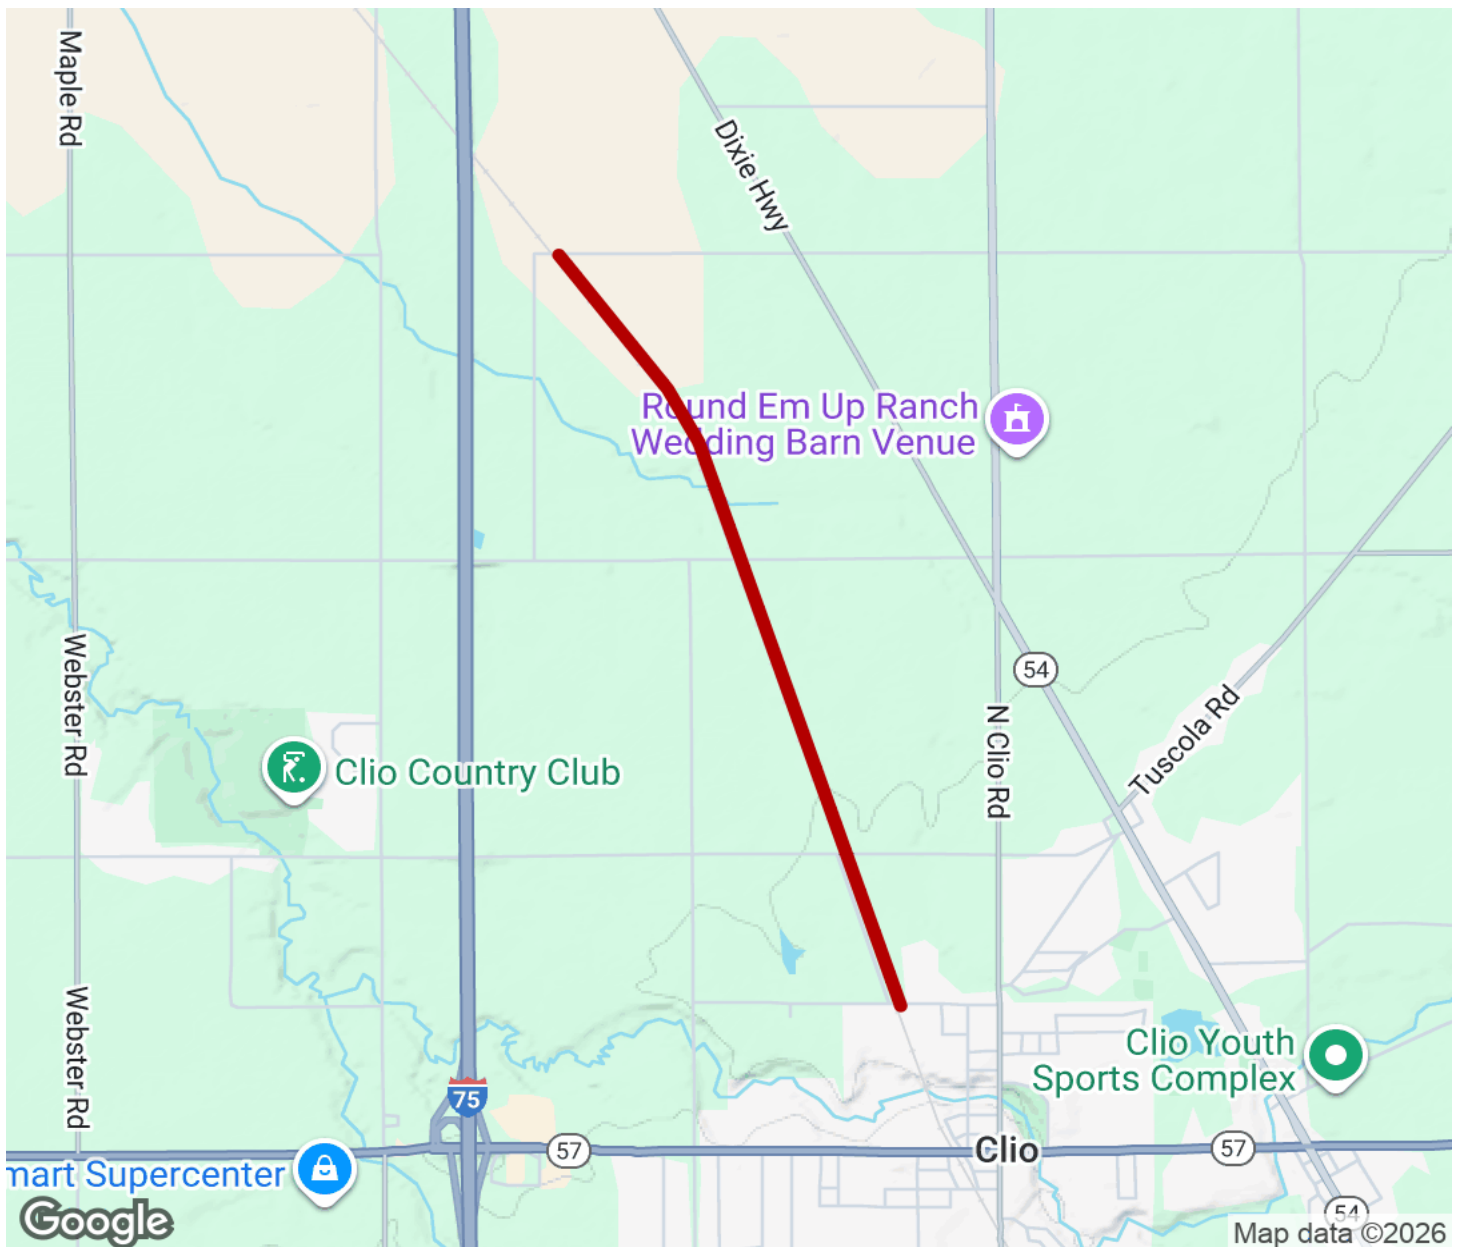 Maple Rd
Dixie Hwy
Round Em Up Ranch
Wedding Barn Venue
54
Webster Rd
N Clio Rd
Tuscola Rd
Clio Country Club
Webster Rd
Clio Youth
Sports Complex
75
57
Clio
57
mart Supercenter
54
Google
Map data ©2026